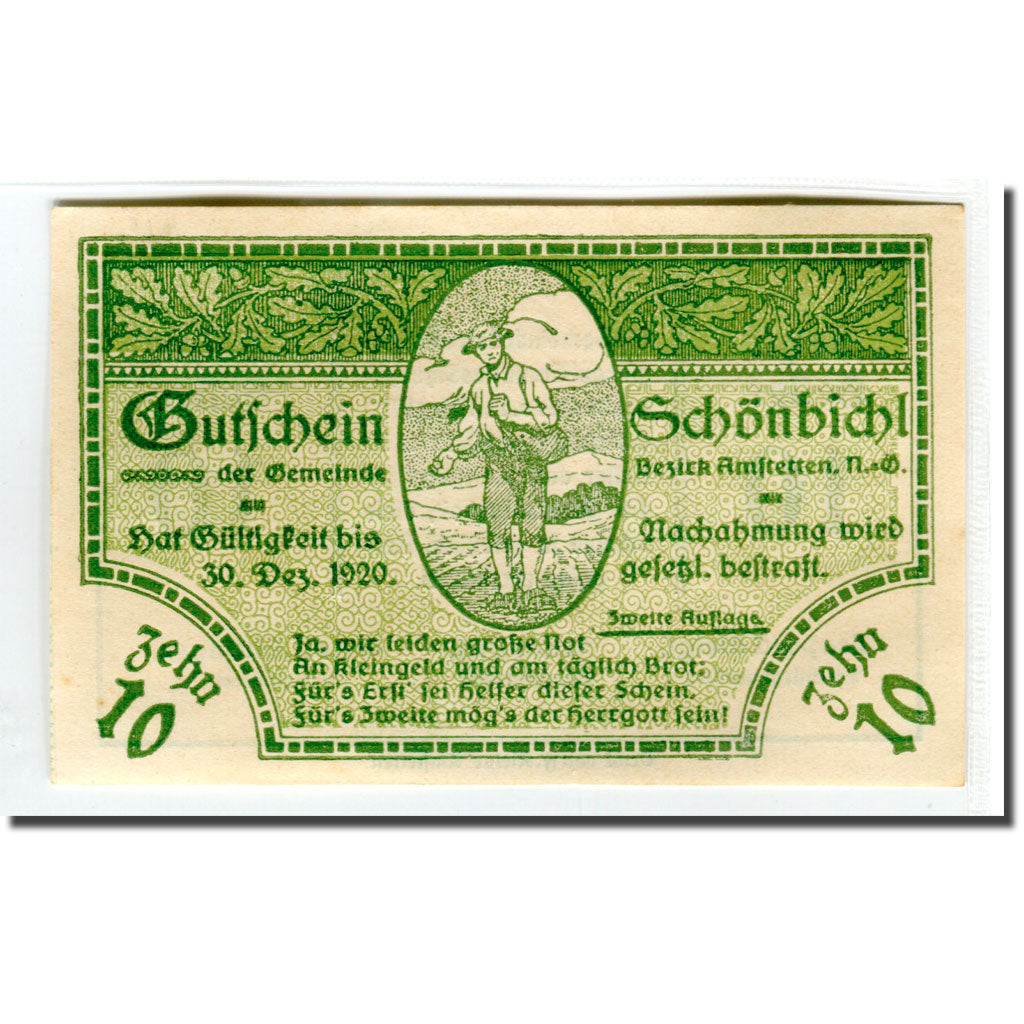 Gutschein
der Gemeinde
Hat Gültigkeit bis
30. Dez. 1920.
Schönbichl
Bezirk Amstetten, N.=Ö.
Nachahmung wird
gesetzl. bestraft.
Zweite Auflage.
Ja, wir leiden große Not
An Kleingeld und am täglich Brot;
Für's Erst' sei Helfer dieser Schein,
Für's Zweite mög's der Herrgott sein!
Zehn
10
Zehn
10